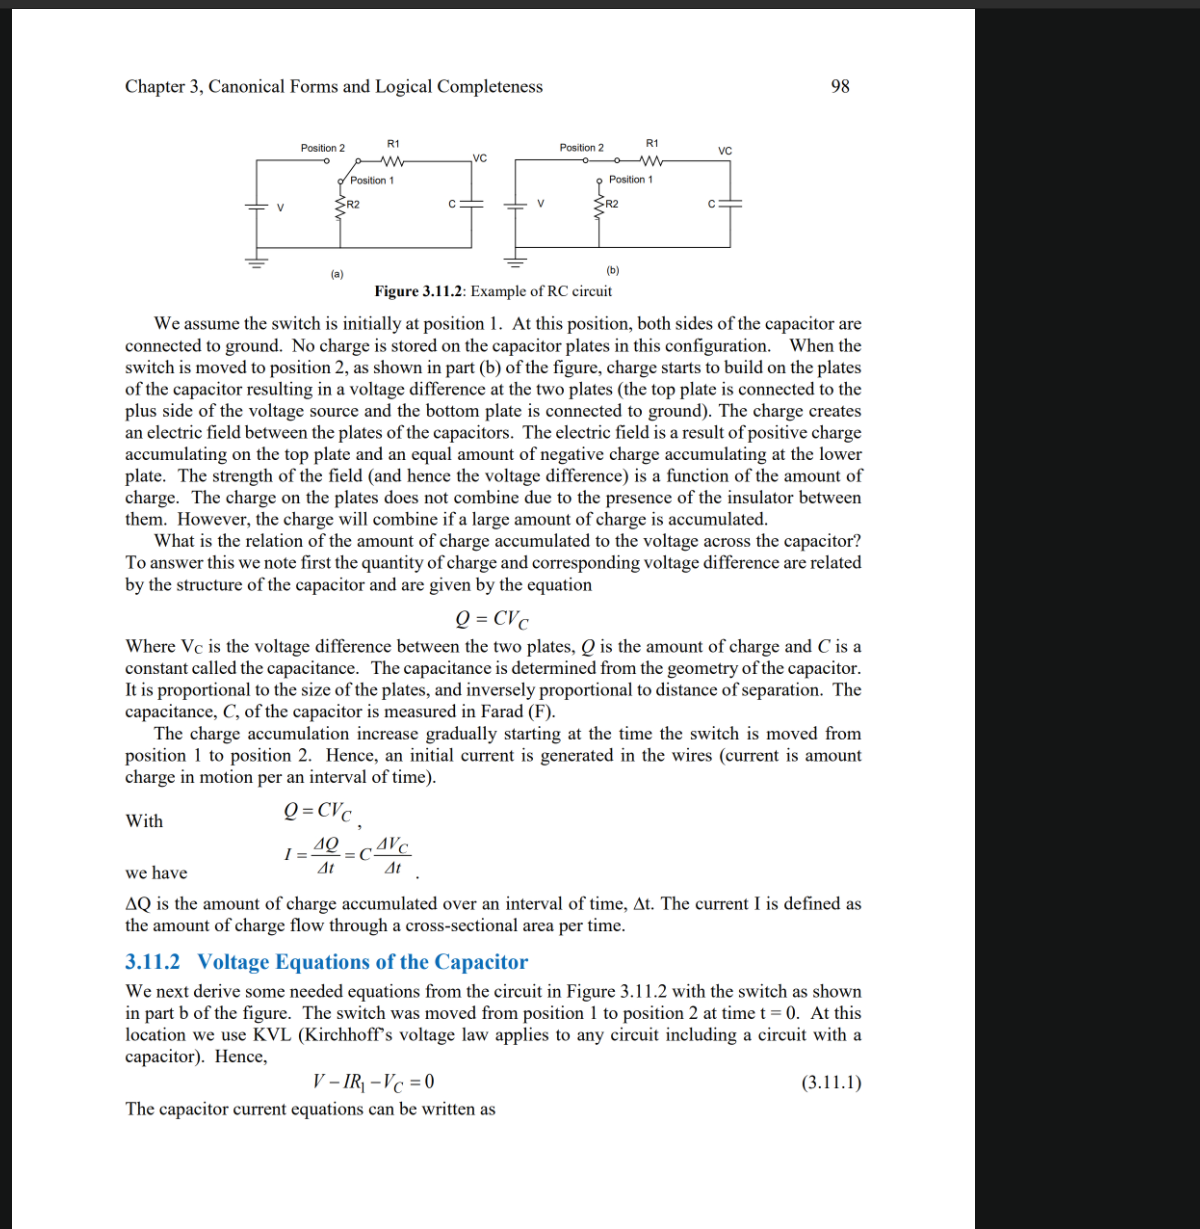 Chapter 3, Canonical Forms and Logical Completeness 98
Position 2 R1 VC Position 1 V R2 C (a)
Position 2 R1 VC Position 1 V R2 C (b)
Figure 3.11.2: Example of RC circuit
We assume the switch is initially at position 1. At this position, both sides of the capacitor are
connected to ground. No charge is stored on the capacitor plates in this configuration. When the
switch is moved to position 2, as shown in part (b) of the figure, charge starts to build on the plates
of the capacitor resulting in a voltage difference at the two plates (the top plate is connected to the
plus side of the voltage source and the bottom plate is connected to ground). The charge creates
an electric field between the plates of the capacitors. The electric field is a result of positive charge
accumulating on the top plate and an equal amount of negative charge accumulating at the lower
plate. The strength of the field (and hence the voltage difference) is a function of the amount of
charge. The charge on the plates does not combine due to the presence of the insulator between
them. However, the charge will combine if a large amount of charge is accumulated.
What is the relation of the amount of charge accumulated to the voltage across the capacitor?
To answer this we note first the quantity of charge and corresponding voltage difference are related
by the structure of the capacitor and are given by the equation
Q = CV_C
Where V_C is the voltage difference between the two plates, Q is the amount of charge and C is a
constant called the capacitance. The capacitance is determined from the geometry of the capacitor.
It is proportional to the size of the plates, and inversely proportional to distance of separation. The
capacitance, C, of the capacitor is measured in Farad (F).
The charge accumulation increase gradually starting at the time the switch is moved from
position 1 to position 2. Hence, an initial current is generated in the wires (current is amount
charge in motion per an interval of time).
With Q = CV_C ,
we have I = ΔQ/Δt = C ΔV_C/Δt .
ΔQ is the amount of charge accumulated over an interval of time, Δt. The current I is defined as
the amount of charge flow through a cross-sectional area per time.
3.11.2 Voltage Equations of the Capacitor
We next derive some needed equations from the circuit in Figure 3.11.2 with the switch as shown
in part b of the figure. The switch was moved from position 1 to position 2 at time t = 0. At this
location we use KVL (Kirchhoff's voltage law applies to any circuit including a circuit with a
capacitor). Hence,
V – IR₁ – V_C = 0 (3.11.1)
The capacitor current equations can be written as